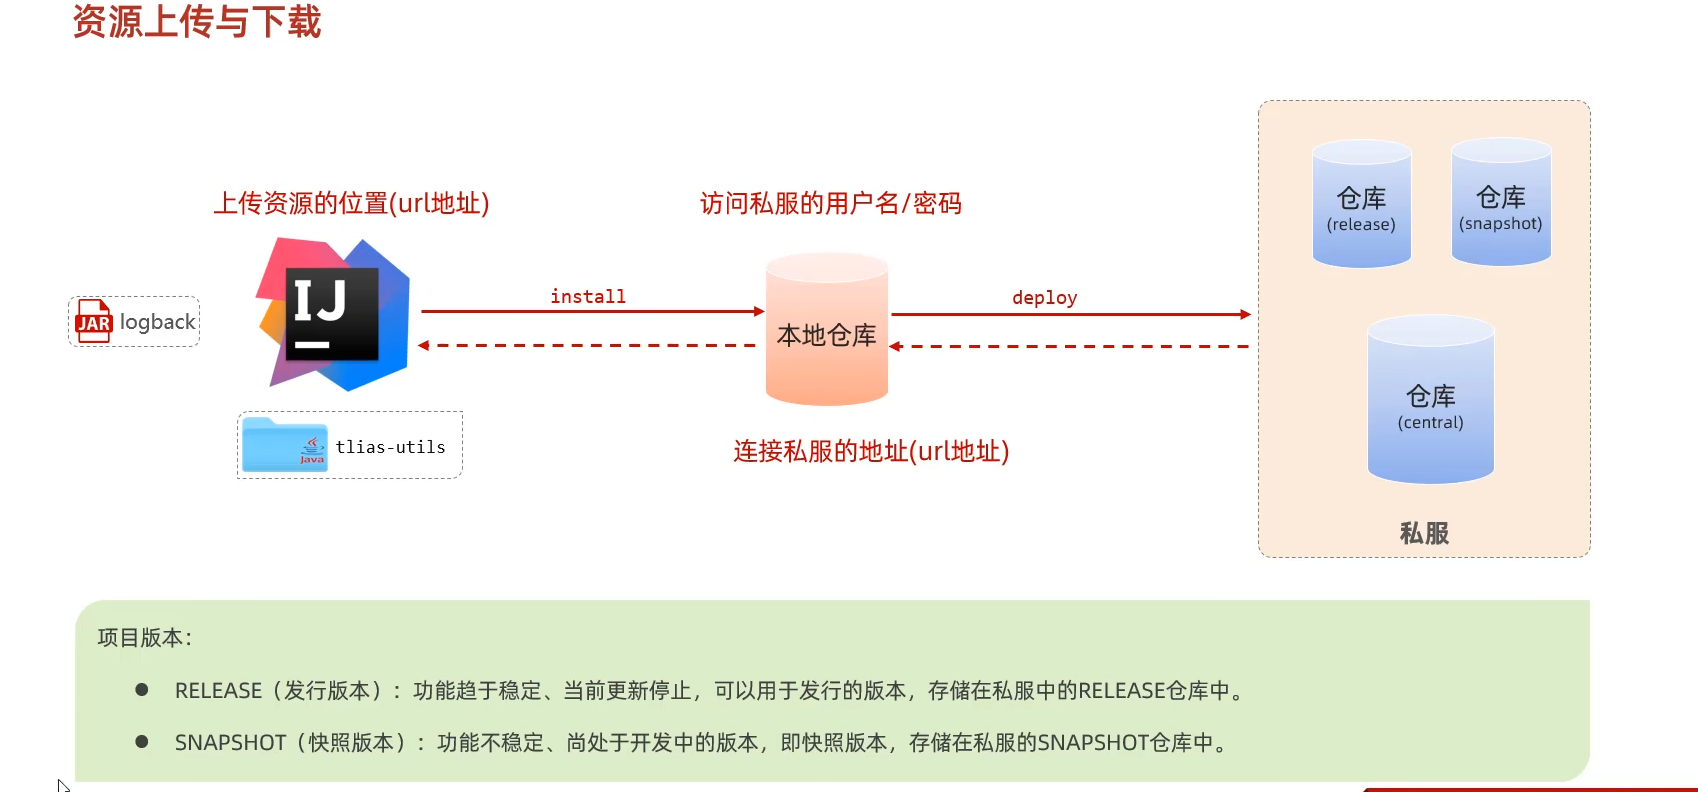 资源上传与下载
上传资源的位置(url地址)
访问私服的用户名/密码
仓库
(release)
仓库
(snapshot)
IJ
install
deploy
JAR logback
本地仓库
仓库
(central)
Java
tlias-utils
连接私服的地址(url地址)
私服
项目版本：
● RELEASE（发行版本）：功能趋于稳定、当前更新停止，可以用于发行的版本，存储在私服中的RELEASE仓库中。
● SNAPSHOT（快照版本）：功能不稳定、尚处于开发中的版本，即快照版本，存储在私服的SNAPSHOT仓库中。